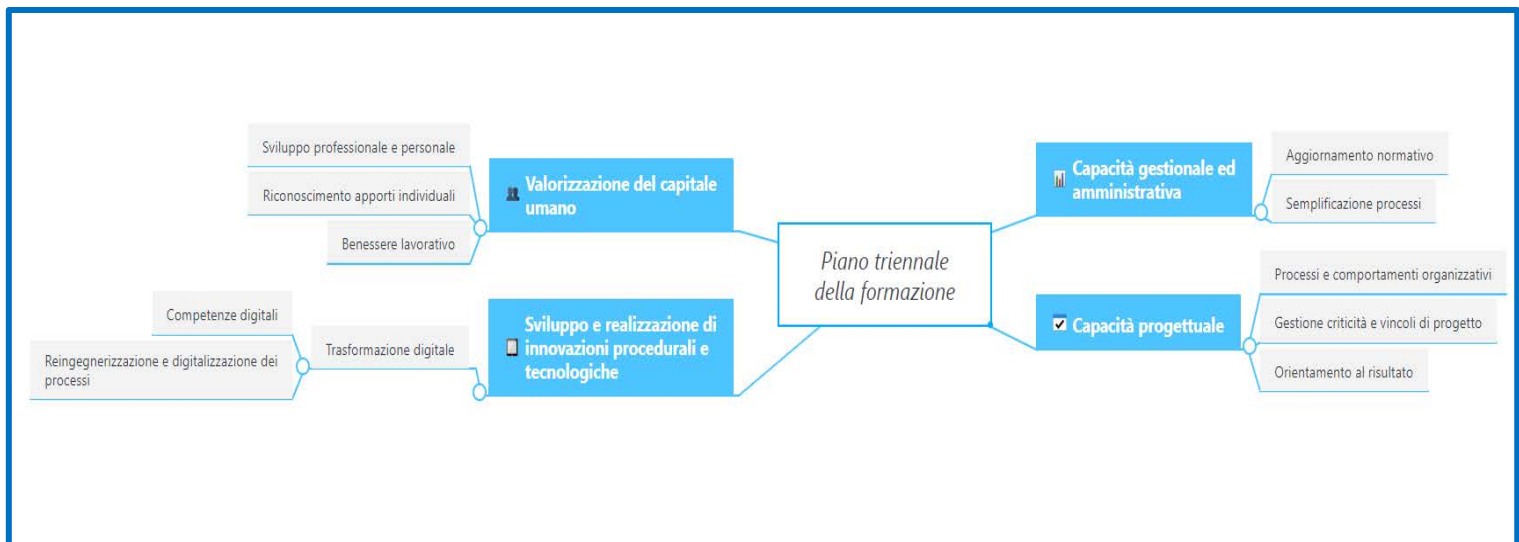 Piano triennale
della formazione
Valorizzazione del capitale
umano
Sviluppo professionale e personale
Riconoscimento apporti individuali
Benessere lavorativo
Sviluppo e realizzazione di
innovazioni procedurali e
tecnologiche
Trasformazione digitale
Competenze digitali
Reingegnerizzazione e digitalizzazione dei
processi
Capacità gestionale ed
amministrativa
Aggiornamento normativo
Semplificazione processi
Capacità progettuale
Processi e comportamenti organizzativi
Gestione criticità e vincoli di progetto
Orientamento al risultato